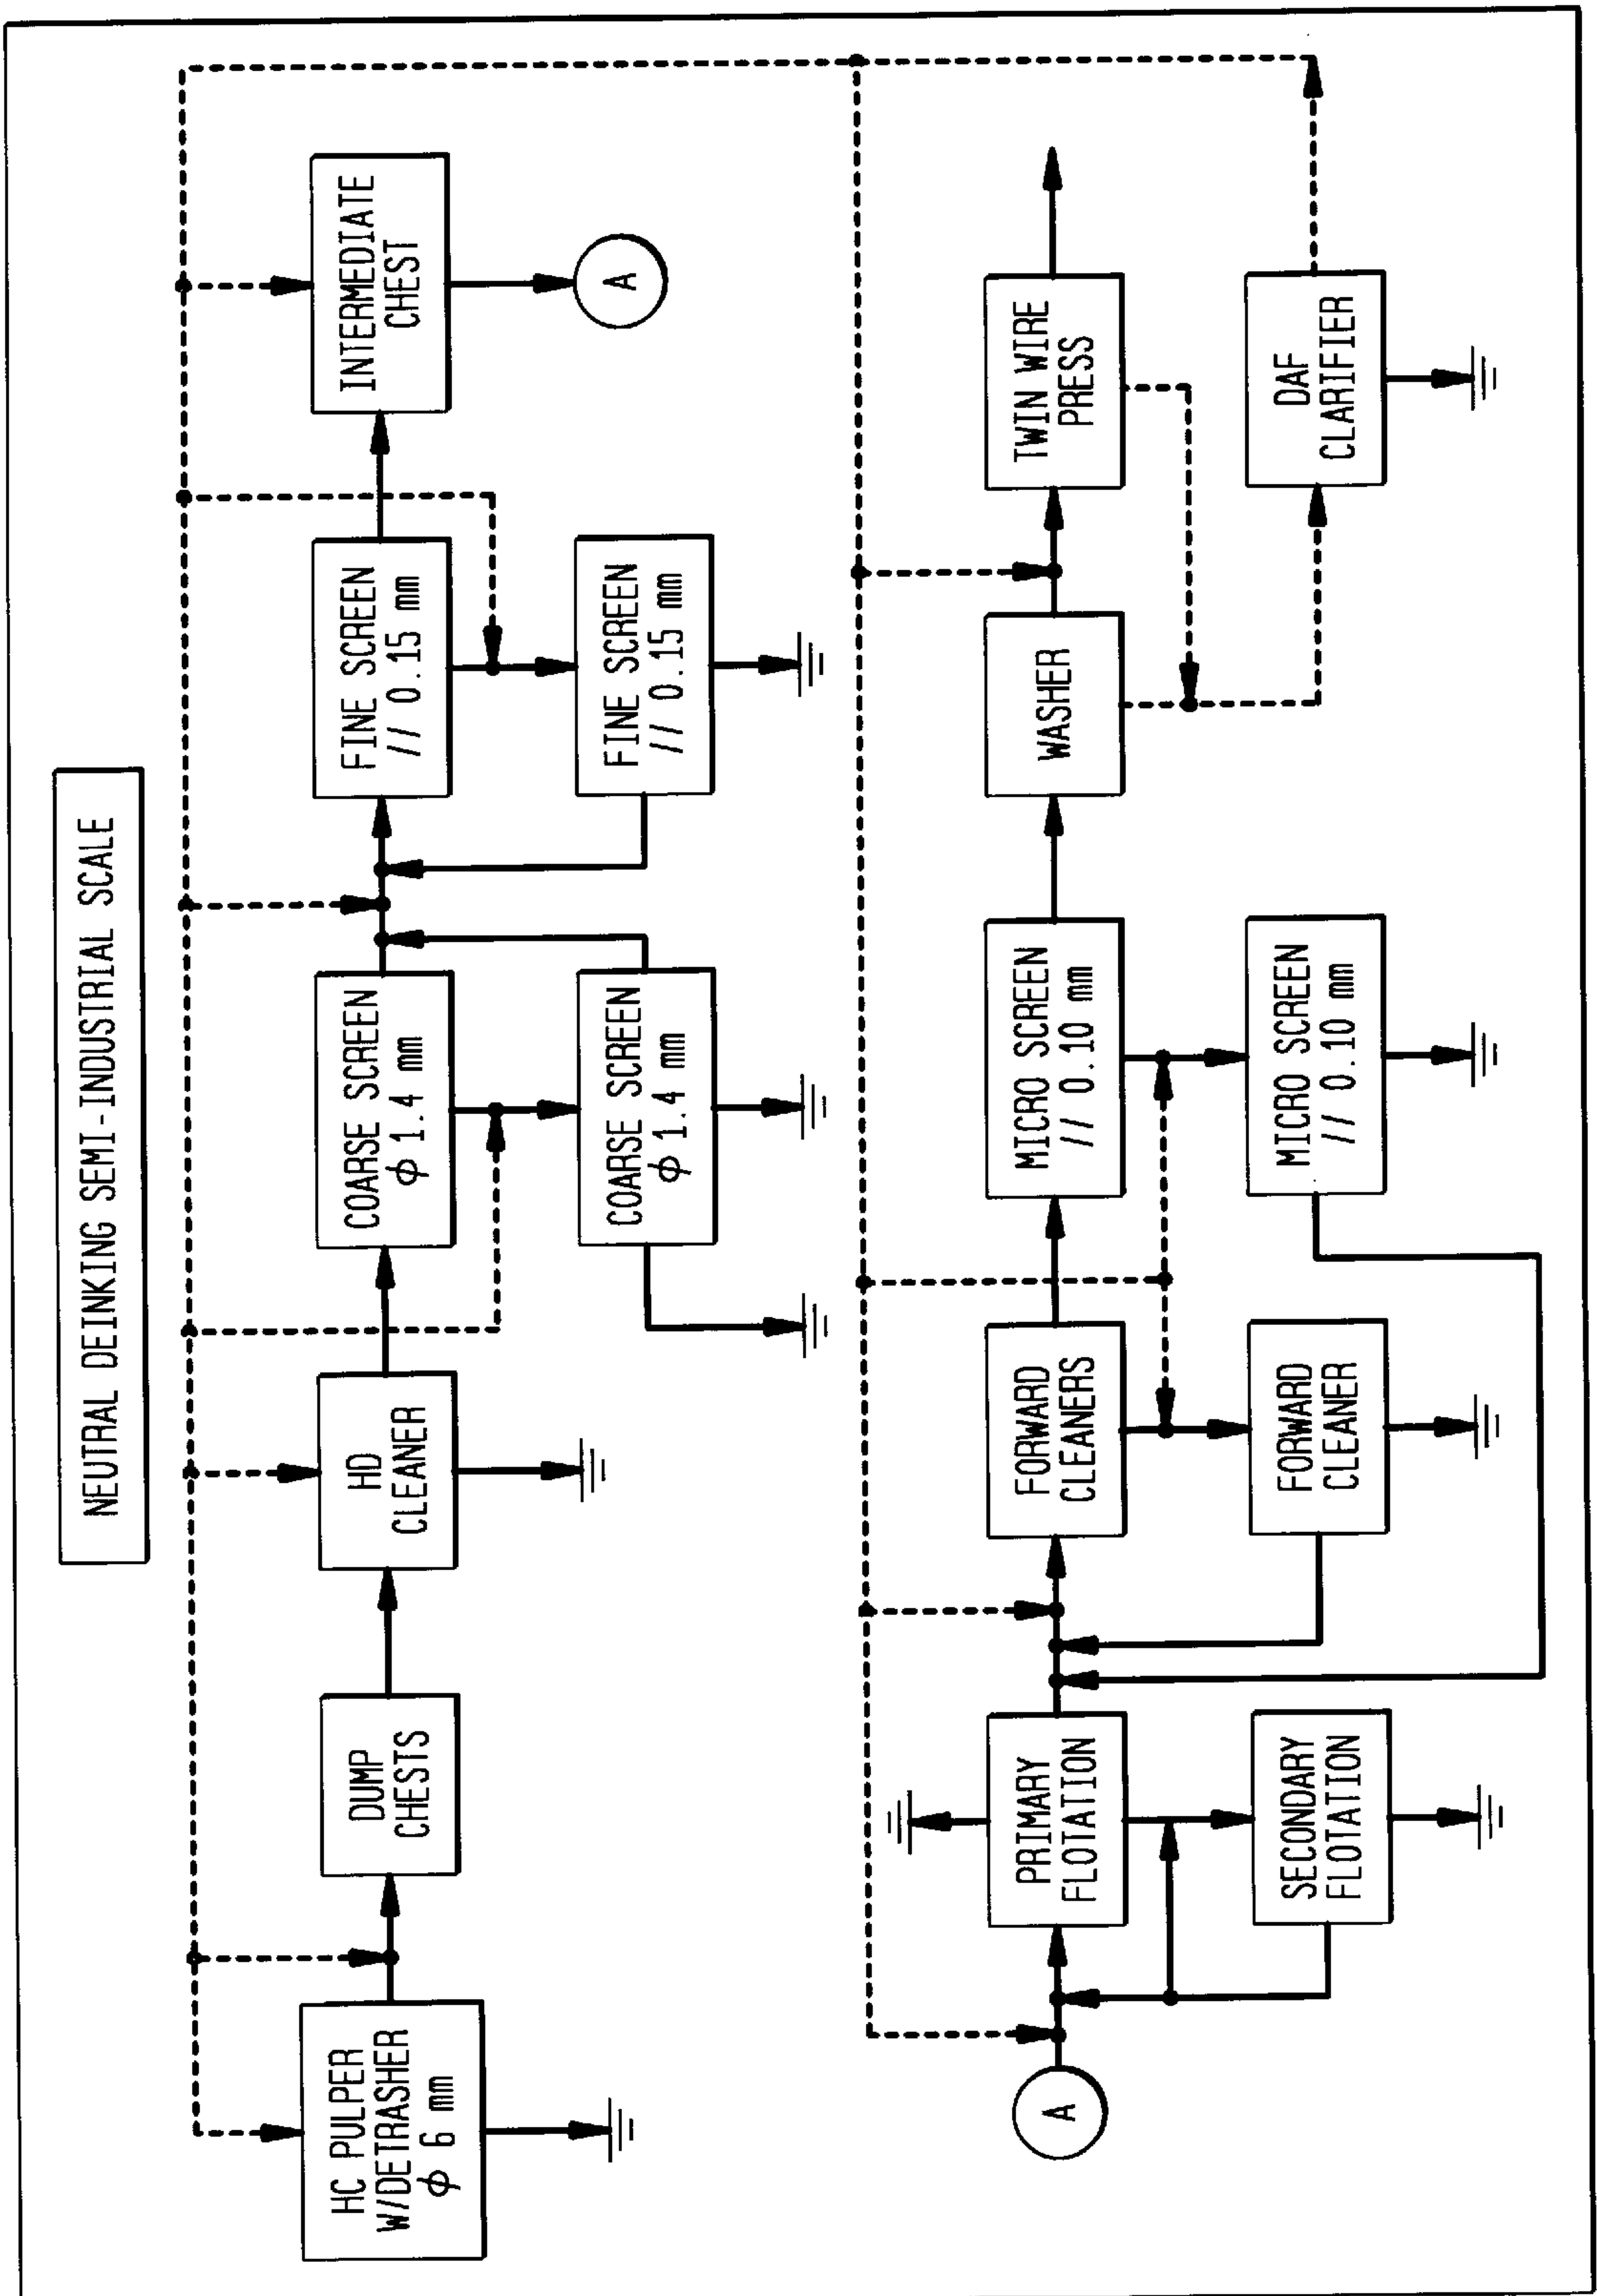 NEUTRAL DEINKING SEMI-INDUSTRIAL SCALE
HC PULPER
W/DETRASHER
ϕ 6 mm
DUMP
CHESTS
HD
CLEANER
COARSE SCREEN
ϕ 1.4 mm
FINE SCREEN
// 0.15 mm
INTERMEDIATE
CHEST
COARSE SCREEN
ϕ 1.4 mm
FINE SCREEN
// 0.15 mm
A
A
PRIMARY
FLOTATION
FORWARD
CLEANERS
MICRO SCREEN
// 0.10 mm
WASHER
TWIN WIRE
PRESS
SECONDARY
FLOTATION
FORWARD
CLEANER
MICRO SCREEN
// 0.10 mm
DAF
CLARIFIER